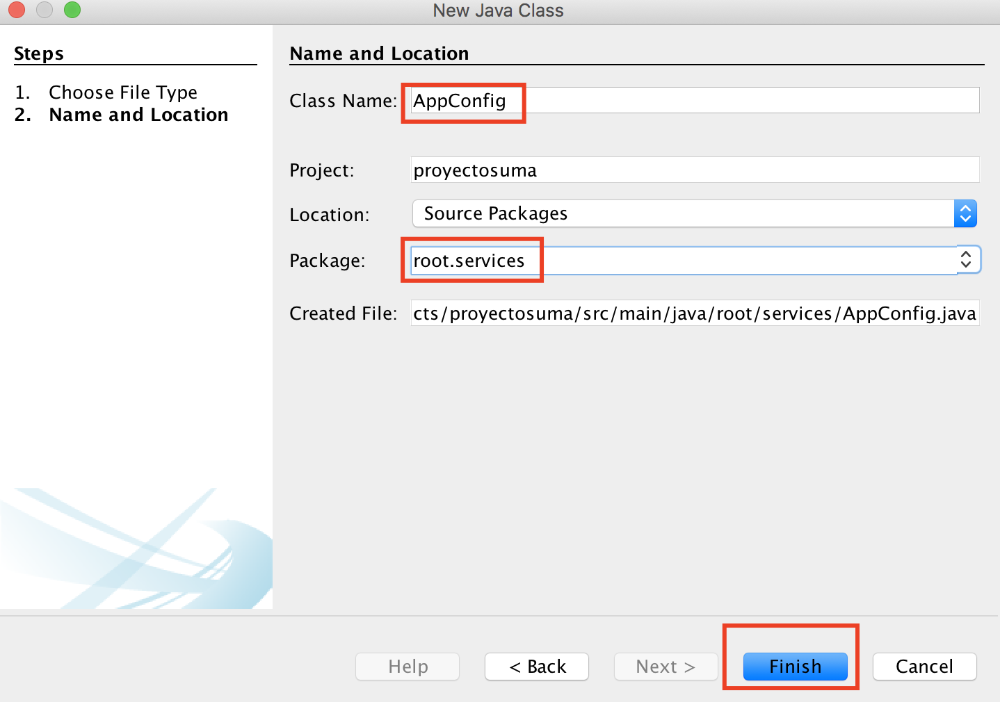 New Java Class
Steps
1. Choose File Type
2. Name and Location
Name and Location
Class Name: AppConfig
Project: proyectosuma
Location: Source Packages
Package: root.services
Created File: cts/proyectosuma/src/main/java/root/services/AppConfig.java
Help < Back Next > Finish Cancel